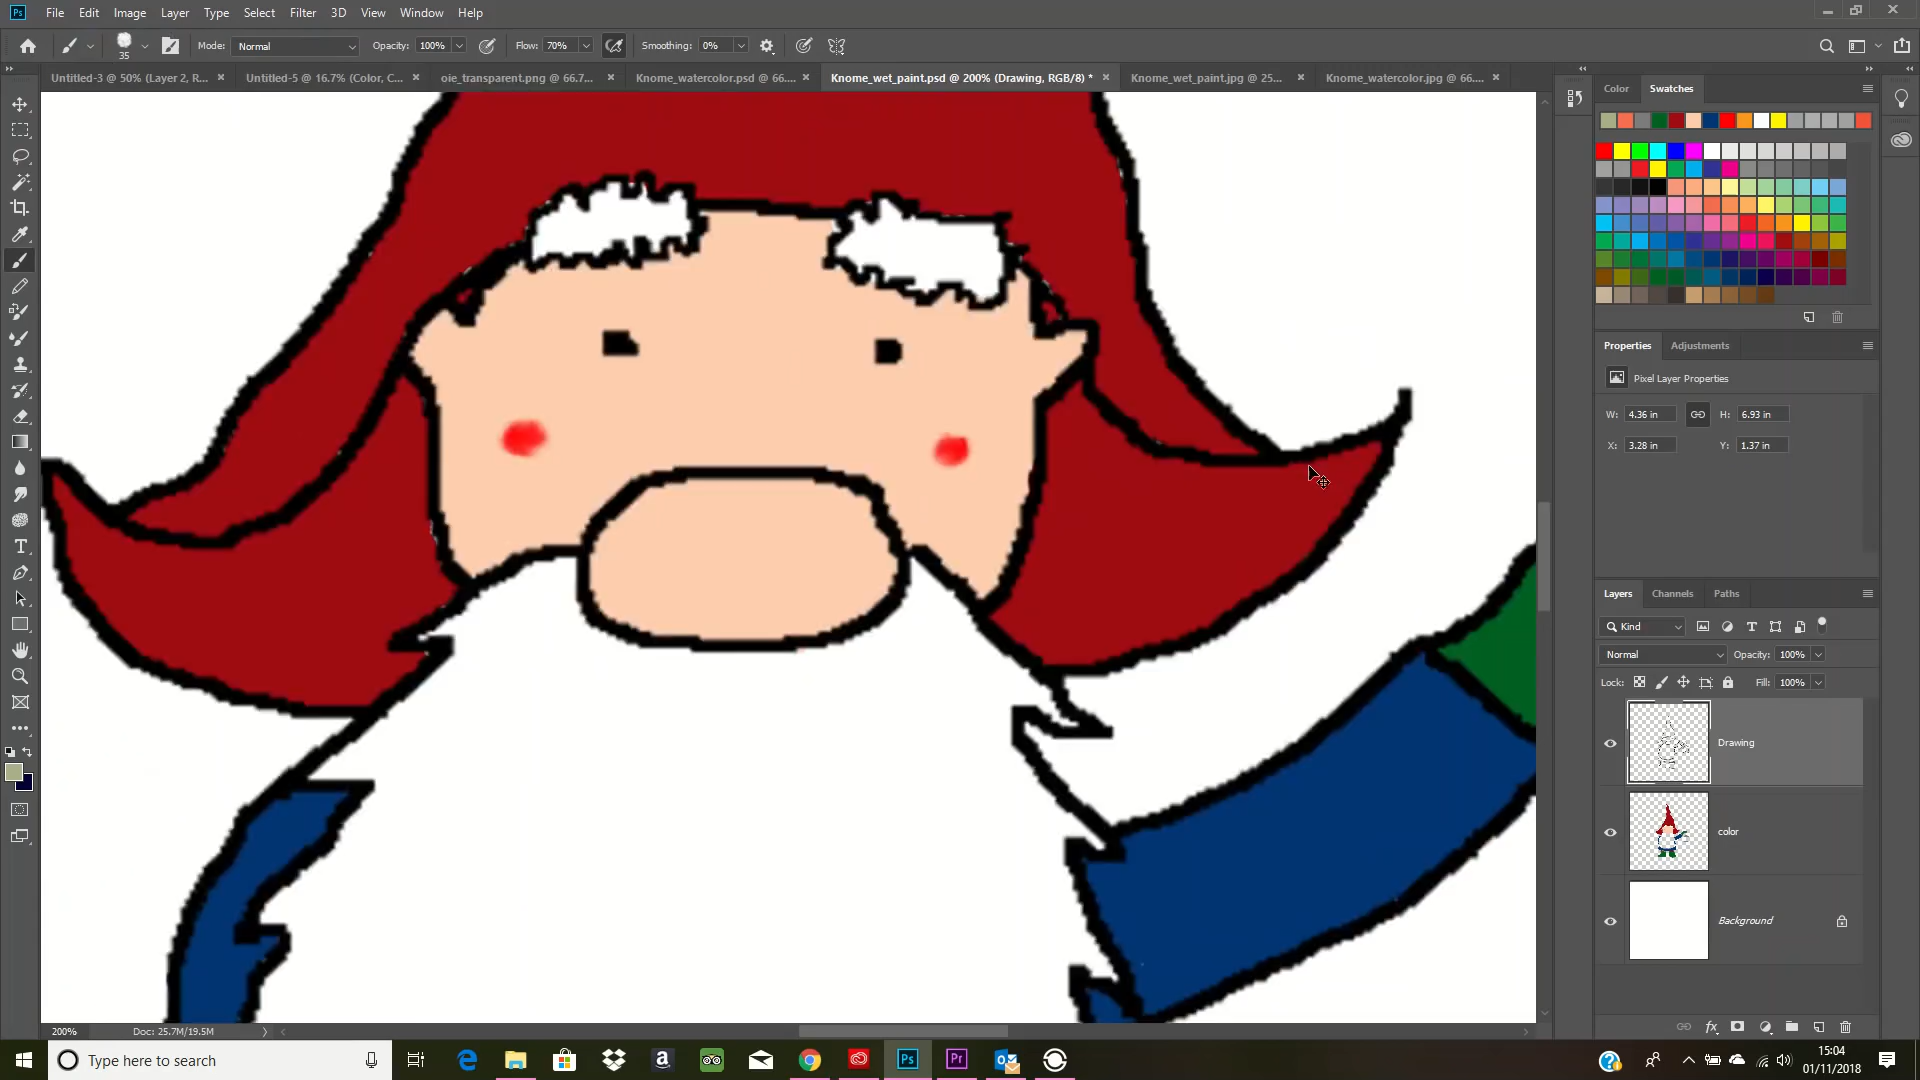 Ps File Edit Image Layer Type Select Filter 3D View Window Help
35 Mode: Normal Opacity: 100% Flow: 70% Smoothing: 0%
Untitled-3 @ 50% (Layer 2, R... × Untitled-5 @ 16.7% (Color, C... × oie_transparent.png @ 66.7... × Knome_watercolor.psd @ 66.... × Knome_wet_paint.psd @ 200% (Drawing, RGB/8) * × Knome_wet_paint.jpg @ 25... × Knome_watercolor.jpg @ 66.... ×
Color Swatches
Properties Adjustments
Pixel Layer Properties
W: 4.36 in H: 6.93 in
X: 3.28 in Y: 1.37 in
Layers Channels Paths
Kind
Normal Opacity: 100%
Lock: Fill: 100%
Drawing
color
Background
200% Doc: 25.7M/19.5M
Type here to search
15:04
01/11/2018